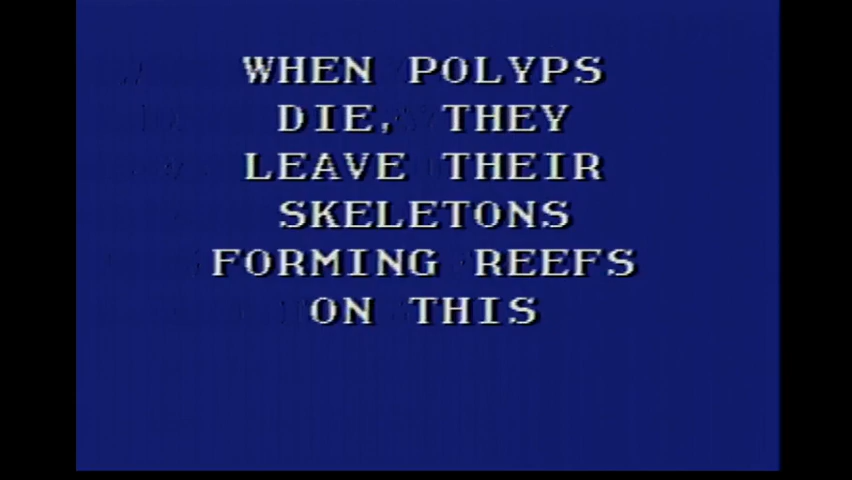 WHEN POLYPS
DIE, THEY
LEAVE THEIR
SKELETONS
FORMING REEFS
ON THIS